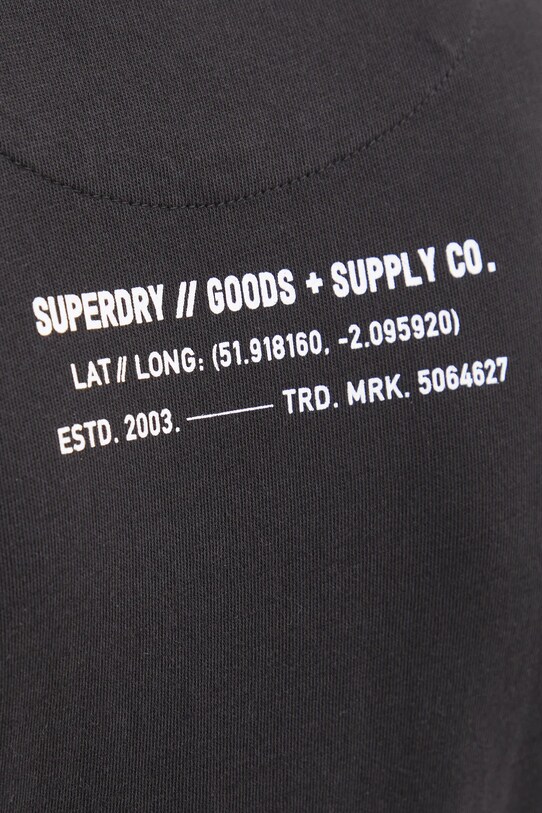 SUPERDRY // GOODS + SUPPLY CO.
LAT // LONG: (51.918160, -2.095920)
ESTD. 2003. —— TRD. MRK. 5064627